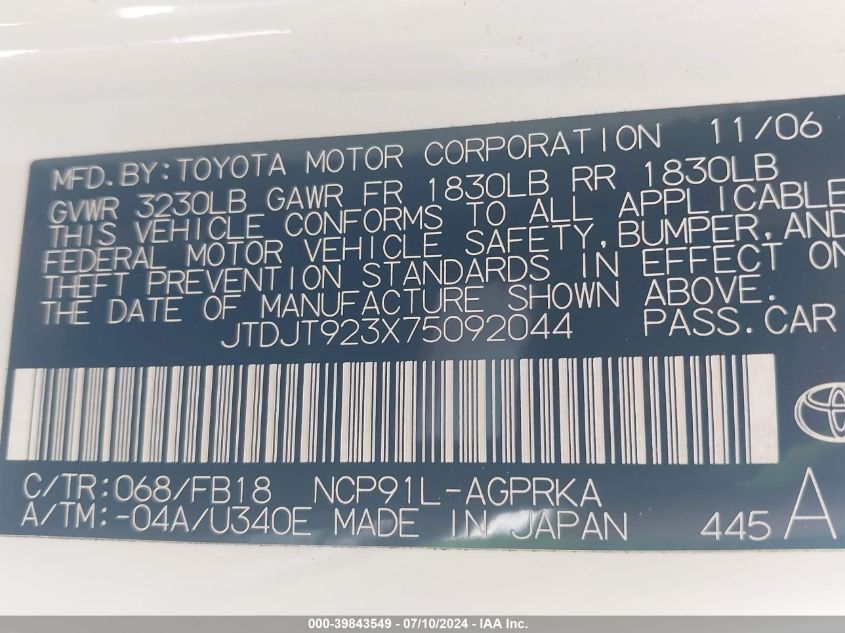 MFD.BY:TOYOTA MOTOR CORPORATION 11/06
GVWR 3230LB GAWR FR 1830LB RR 1830LB
THIS VEHICLE CONFORMS TO ALL APPLICABLE
FEDERAL MOTOR VEHICLE SAFETY,BUMPER,AND
THEFT PREVENTION STANDARDS IN EFFECT ON
THE DATE OF MANUFACTURE SHOWN ABOVE.
JTDJT923X75092044 PASS.CAR
C/TR:068/FB18 NCP91L-AGPRKA
A/TM:-04A/U340E MADE IN JAPAN 445 A
000-39843549 - 07/10/2024 - IAA Inc.